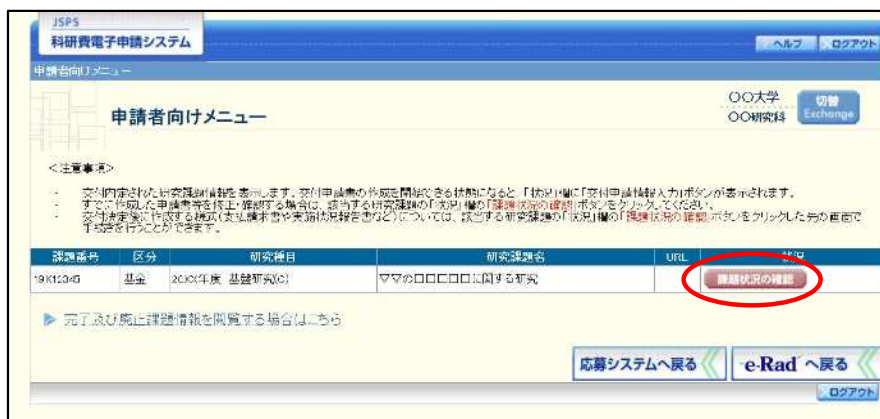 JSPS
科研費電子申請システム
ヘルプ ログアウト
申請者向けメニュー
申請者向けメニュー
〇〇大学
〇〇研究科
切替
Exchange
<注意事項>
- 交付内定された研究課題情報を表示します。交付申請書の作成を開始できる状態になると、「状況」欄に「交付申請情報入力」ボタンが表示されます。
- すでに作成した申請書等を修正・確認する場合は、該当する研究課題の「状況」欄の「課題状況の確認」ボタンをクリックしてください。
- 交付決定後に作成する様式(支払請求書や実施状況報告書など)については、該当する研究課題の「状況」欄の「課題状況の確認」ボタンをクリックした先の画面で
手続きを行うことができます。
課題番号 区分 研究種目 研究課題名 URL 状況
19K12345 基金 20XX年度 基盤研究(C) ▽▽の□□□□□に関する研究 課題状況の確認
完了及び廃止課題情報を閲覧する場合はこちら
応募システムへ戻る
e-Rad へ戻る
ログアウト